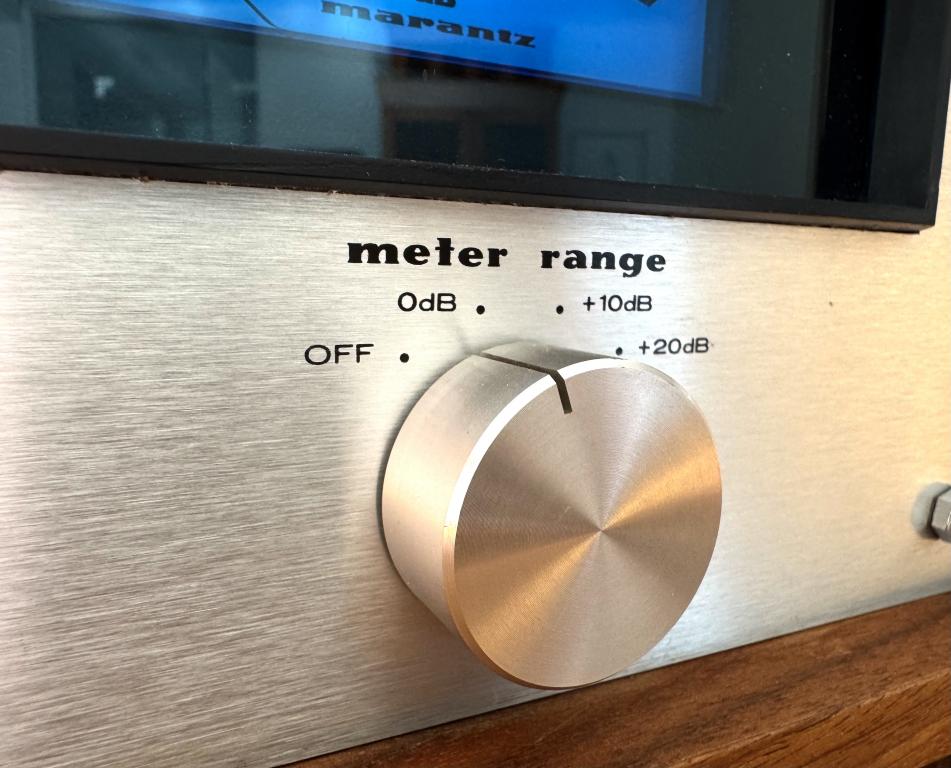 marantz
meter range
0dB +10dB
OFF +20dB